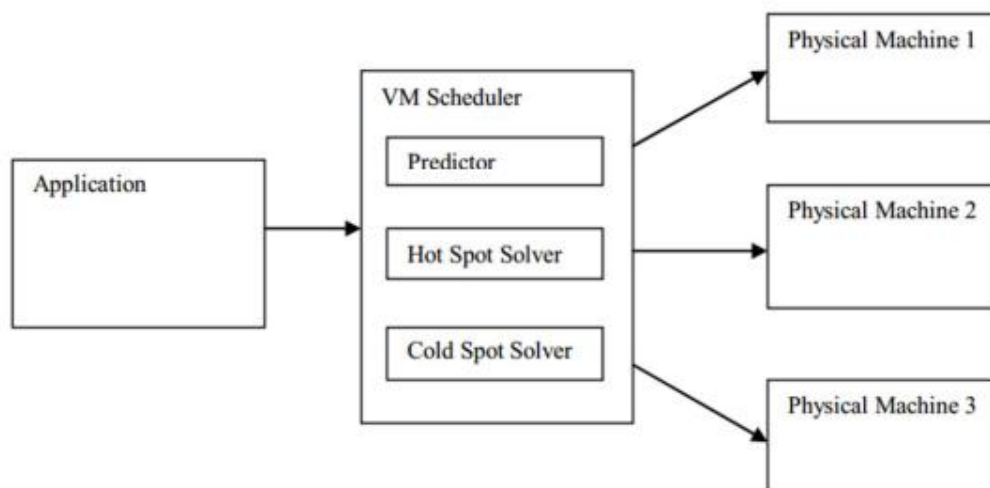 Application
VM Scheduler
Predictor
Hot Spot Solver
Cold Spot Solver
Physical Machine 1
Physical Machine 2
Physical Machine 3